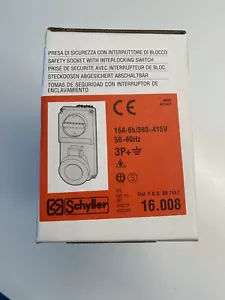 PRESA DI SICUREZZA CON INTERRUTTORE DI BLOCCO
SAFETY SOCKET WITH INTERLOCKING SWITCH
PRISE DE SECURITE AVEC INTERRUPTEUR DE BLOC
STECKDOSEN ABGESICHERT ABSCHALTBAR
TOMAS DE SEGURIDAD CON INTERRUPTOR DE
ENCLAVAMIENTO
CE
16A-6h/380-415V
50-60Hz
3P+
Schyller
16.008